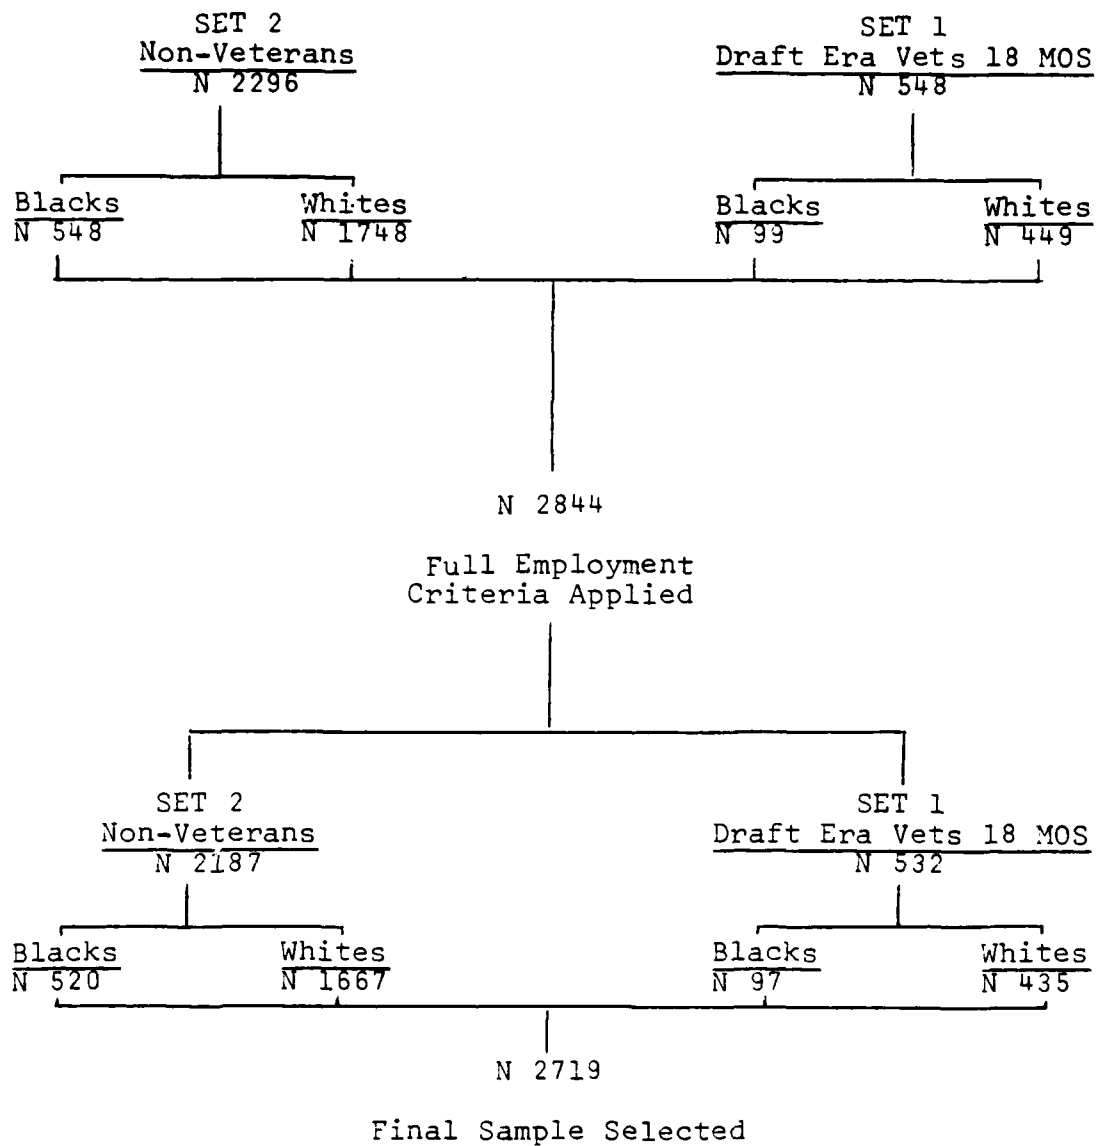 SET 2
Non-Veterans
N 2296
SET 1
Draft Era Vets 18 MOS
N 548
Blacks
N 548
Whites
N 1748
Blacks
N 99
Whites
N 449
N 2844
Full Employment
Criteria Applied
SET 2
Non-Veterans
N 2187
SET 1
Draft Era Vets 18 MOS
N 532
Blacks
N 520
Whites
N 1667
Blacks
N 97
Whites
N 435
N 2719
Final Sample Selected